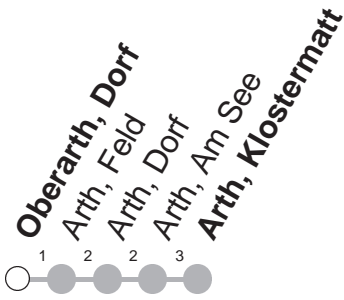 Oberarth, Dorf
Arth, Feld
Arth, Dorf
Arth, Am See
Arth, Klostermatt
1 2 2 3